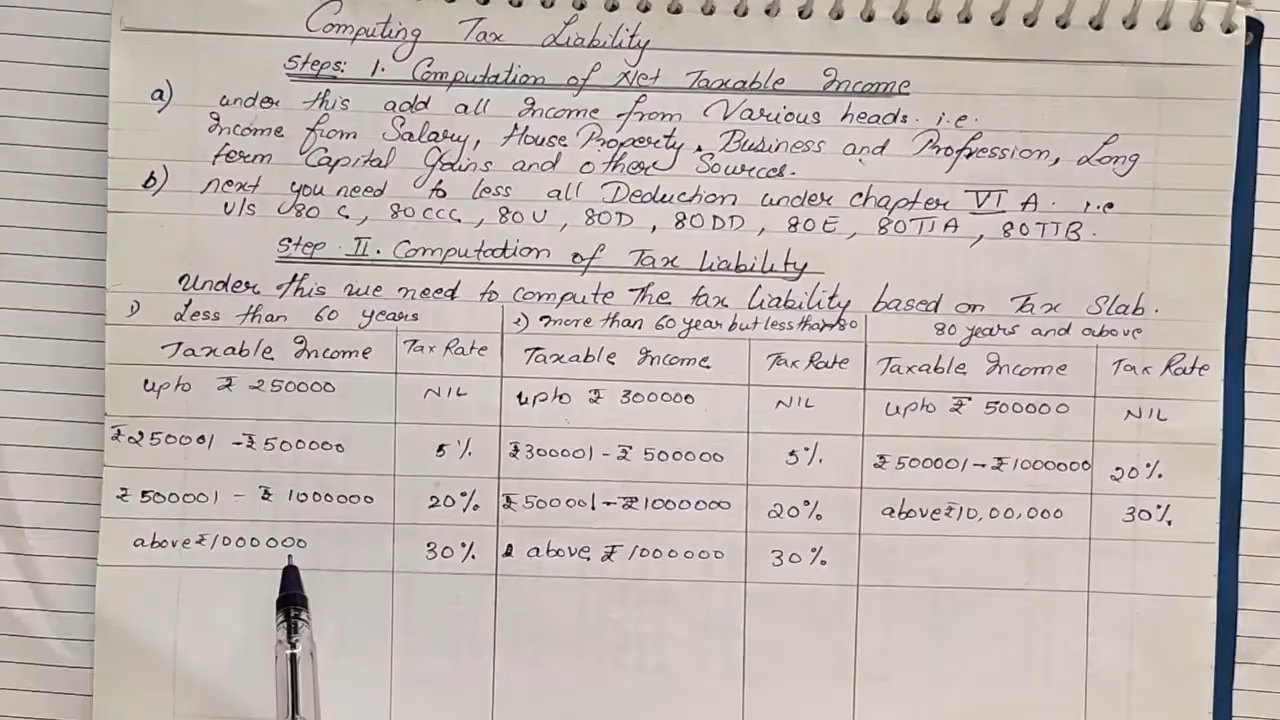 Computing Tax Liability
Steps: 1. Computation of Net Taxable Income
a) under this add all Income from Various heads. i.e.
Income from Salary, House Property, Business and Profression, Long
term Capital Gains and other Sources.
b) next you need to less all Deduction under chapter VI A. i.e
u/s U80 C, 80CCC, 80U, 80D, 80DD, 80E, 80TTA, 80TTB.
Step II. Computation of Tax liability
Under this we need to compute The tax liability based on Tax Slab.
1) Less than 60 years 2) more than 60 year but less than 80 80 years and above
Taxable Income Tax Rate Taxable Income Tax Rate Taxable Income Tax Rate
upto ₹ 250000 NIL upto ₹ 300000 NIL upto ₹ 500000 NIL
₹250001 - ₹500000 5% ₹300001 - ₹ 500000 5% ₹500001 - ₹1000000 20%
₹500001 - ₹ 1000000 20% ₹500001 - ₹1000000 20% above ₹10,00,000 30%
above ₹1000000 30% above ₹1000000 30%